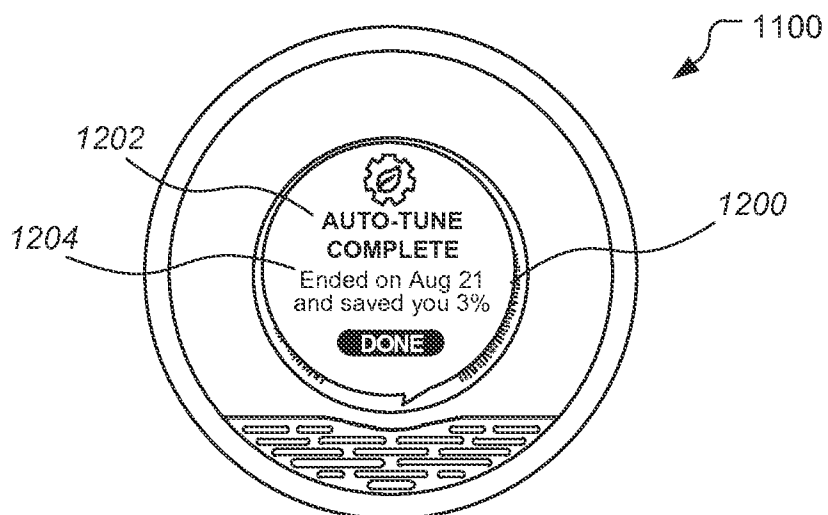 1100
1202
AUTO-TUNE
COMPLETE
1200
1204
Ended on Aug 21
and saved you 3%
DONE